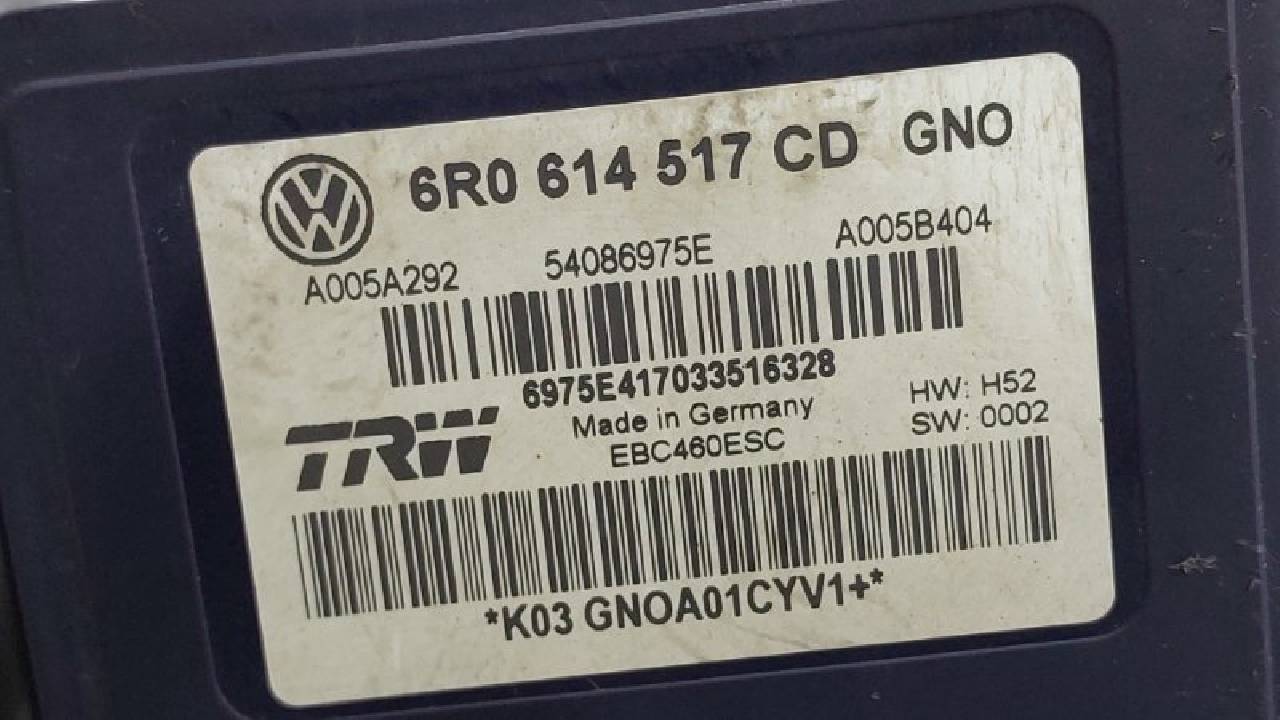 6R0 614 517 CD GNO
A005A292 54086975E A005B404
6975E417033516328
TRW Made in Germany HW: H52
EBC460ESC SW: 0002
*K03 GNOA01CYV1+*